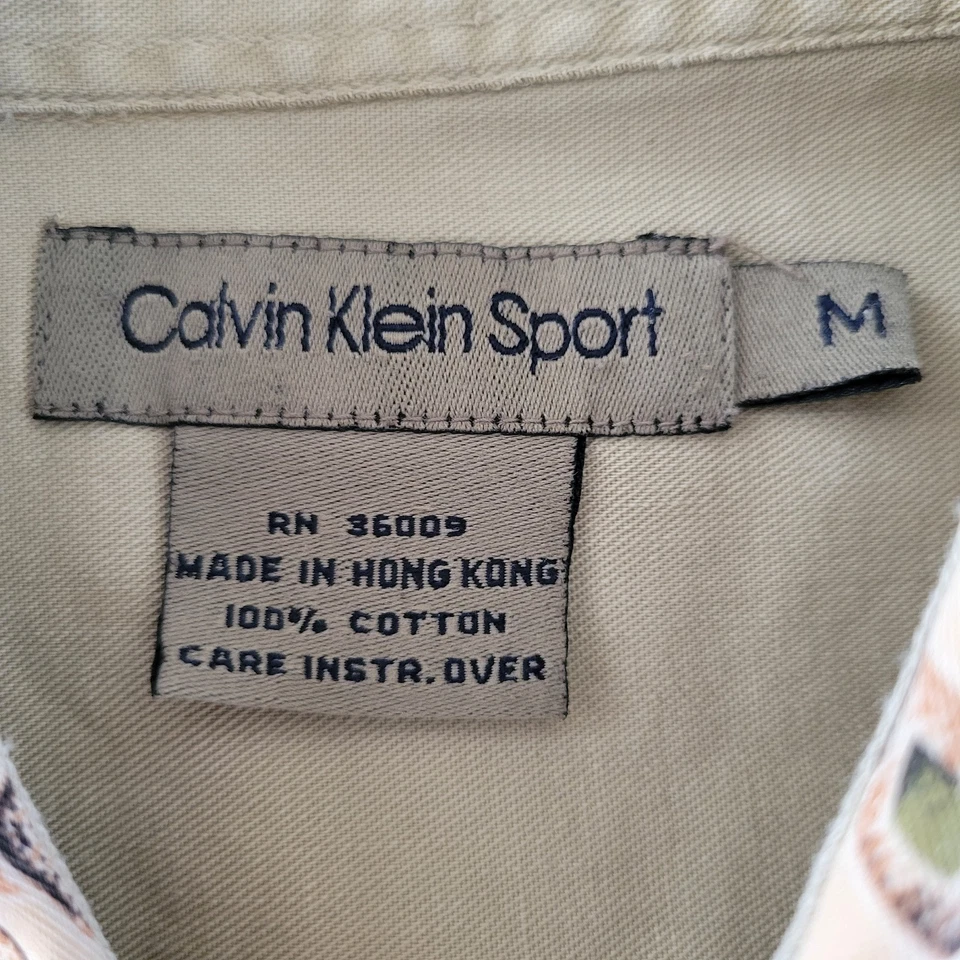 Calvin Klein Sport
M
RN 36009
MADE IN HONG KONG
100% COTTON
CARE INSTR. OVER